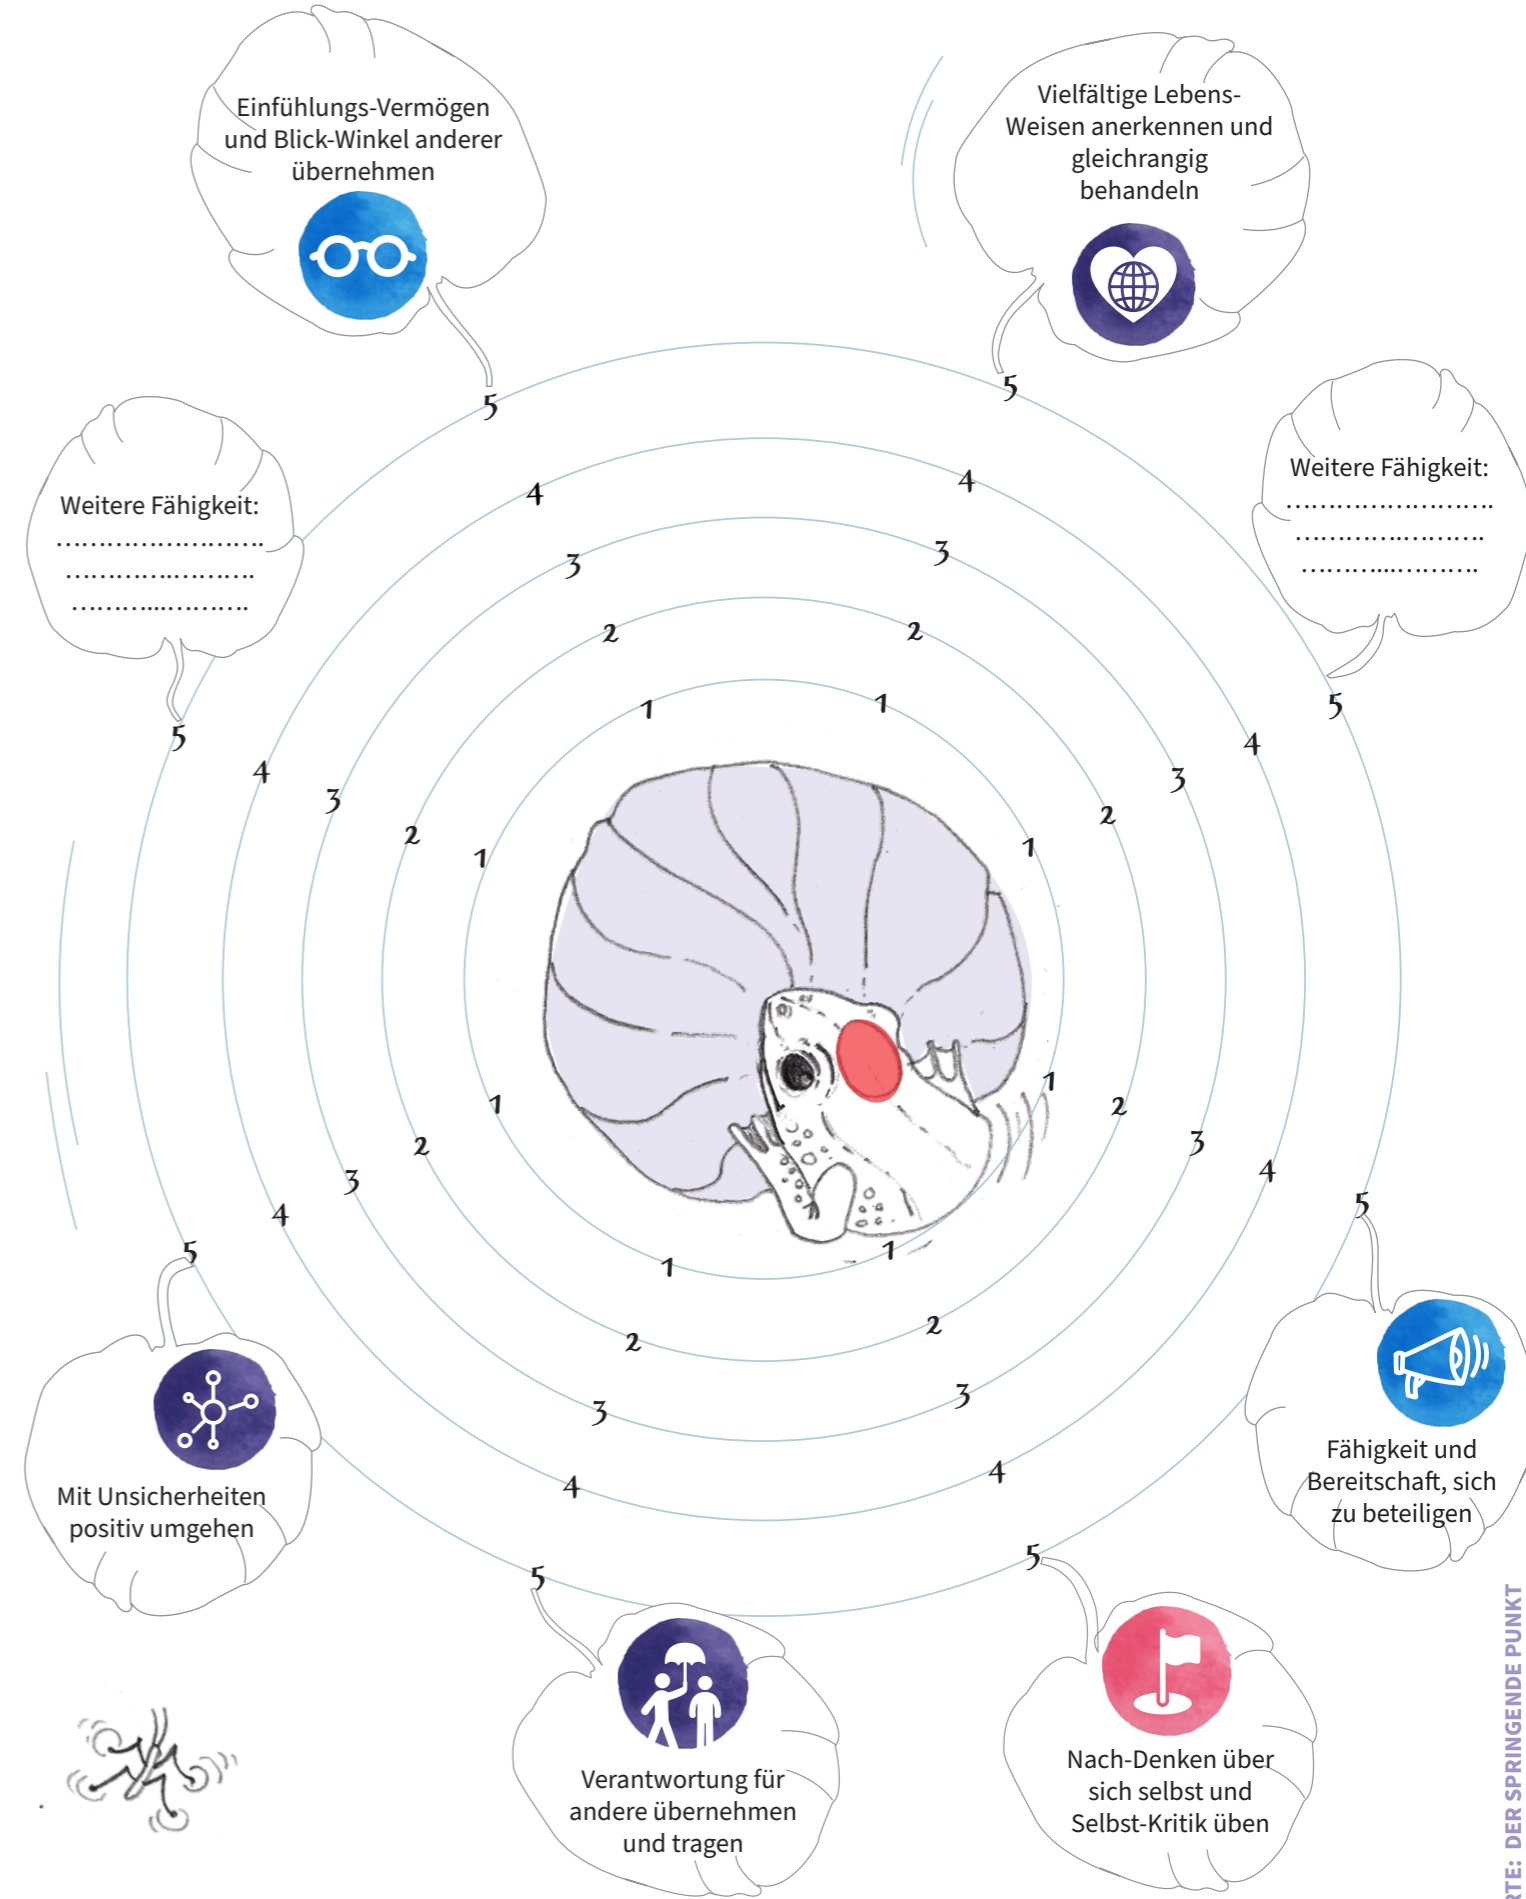 Einfühlungs-Vermögen
und Blick-Winkel anderer
übernehmen
Vielfältige Lebens-
Weisen anerkennen und
gleichrangig
behandeln
Weitere Fähigkeit:
…………………….
………….……….
………...……….
Weitere Fähigkeit:
…………………….
………….……….
………...……….
5
5
4
4
3
3
2
2
1
1
5
5
4
4
3
3
2
2
1
1
1
1
2
2
3
3
4
4
5
5
1
1
2
2
3
3
4
4
5
5
Mit Unsicherheiten
positiv umgehen
Fähigkeit und
Bereitschaft, sich
zu beteiligen
Verantwortung für
andere übernehmen
und tragen
Nach-Denken über
sich selbst und
Selbst-Kritik üben
RTE: DER SPRINGENDE PUNKT